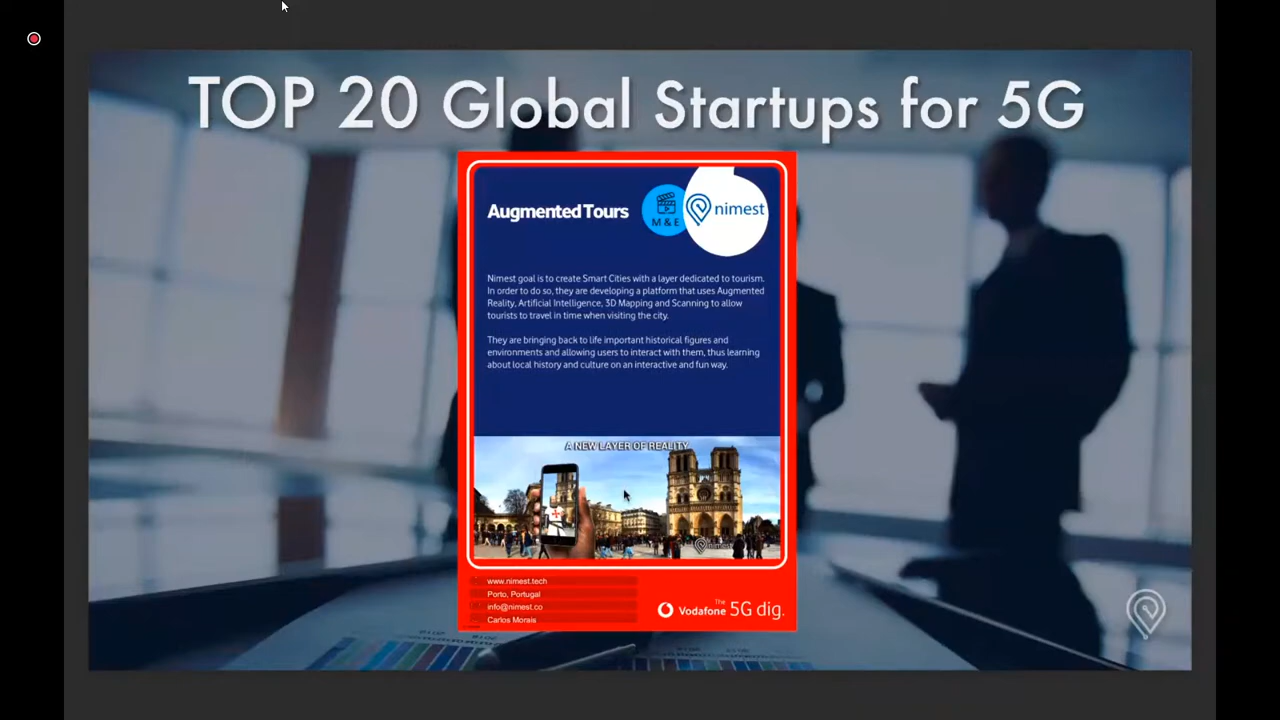 TOP 20 Global Startups for 5G
Augmented Tours
M & E
nimest
Nimest goal is to create Smart Cities with a layer dedicated to tourism.
In order to do so, they are developing a platform that uses Augmented
Reality, Artificial Intelligence, 3D Mapping and Scanning to allow
tourists to travel in time when visiting the city.
They are bringing back to life important historical figures and
environments and allowing users to interact with them, thus learning
about local history and culture on an interactive and fun way.
A NEW LAYER OF REALITY
nimest
www.nimest.tech
Porto, Portugal
info@nimest.co
Carlos Morais
The
Vodafone 5G dig.